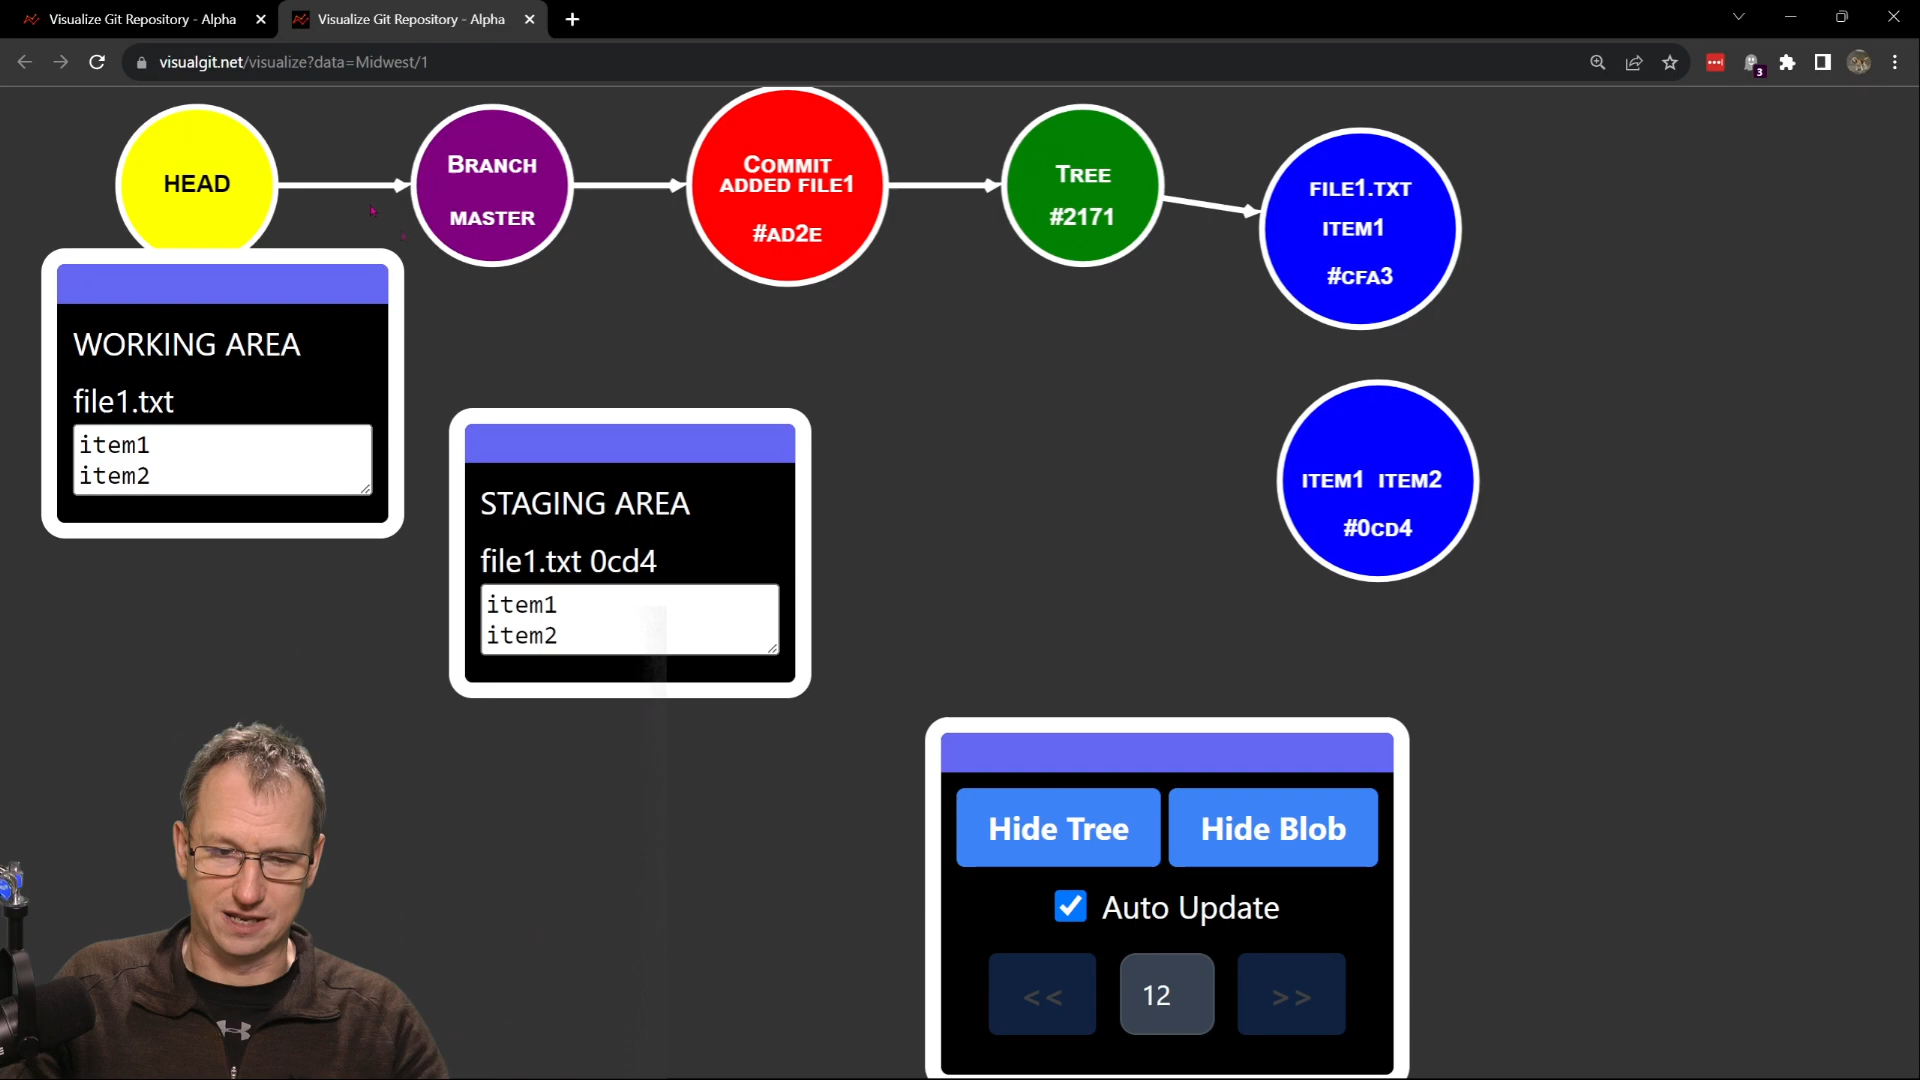 Visualize Git Repository - Alpha
Visualize Git Repository - Alpha
visualgit.net/visualize?data=Midwest/1
3
HEAD
BRANCH
MASTER
COMMIT
ADDED FILE1
#AD2E
TREE
#2171
FILE1.TXT
ITEM1
#CFA3
WORKING AREA
file1.txt
item1
item2
STAGING AREA
file1.txt 0cd4
item1
item2
ITEM1 ITEM2
#0CD4
Hide Tree
Hide Blob
Auto Update
<<
12
>>